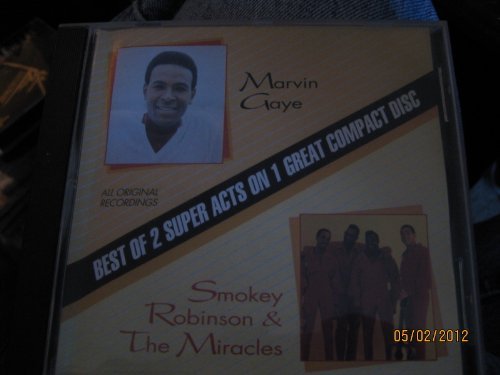 Marvin
Gaye
ALL ORIGINAL
RECORDINGS
BEST OF 2 SUPER ACTS ON 1 GREAT COMPACT DISC
Smokey
Robinson &
The Miracles
05/02/2012